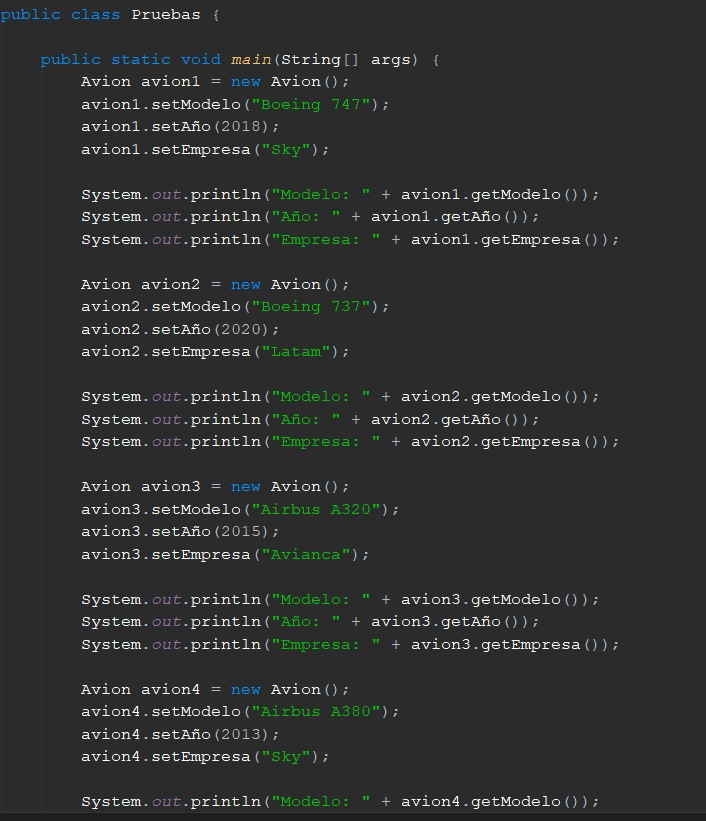 public class Pruebas {
public static void main(String[] args) {
Avion avion1 = new Avion();
avion1.setModelo("Boeing 747");
avion1.setAño(2018);
avion1.setEmpresa("Sky");
System.out.println("Modelo: " + avion1.getModelo());
System.out.println("Año: " + avion1.getAño());
System.out.println("Empresa: " + avion1.getEmpresa());
Avion avion2 = new Avion();
avion2.setModelo("Boeing 737");
avion2.setAño(2020);
avion2.setEmpresa("Latam");
System.out.println("Modelo: " + avion2.getModelo());
System.out.println("Año: " + avion2.getAño());
System.out.println("Empresa: " + avion2.getEmpresa());
Avion avion3 = new Avion();
avion3.setModelo("Airbus A320");
avion3.setAño(2015);
avion3.setEmpresa("Avianca");
System.out.println("Modelo: " + avion3.getModelo());
System.out.println("Año: " + avion3.getAño());
System.out.println("Empresa: " + avion3.getEmpresa());
Avion avion4 = new Avion();
avion4.setModelo("Airbus A380");
avion4.setAño(2013);
avion4.setEmpresa("Sky");
System.out.println("Modelo: " + avion4.getModelo());